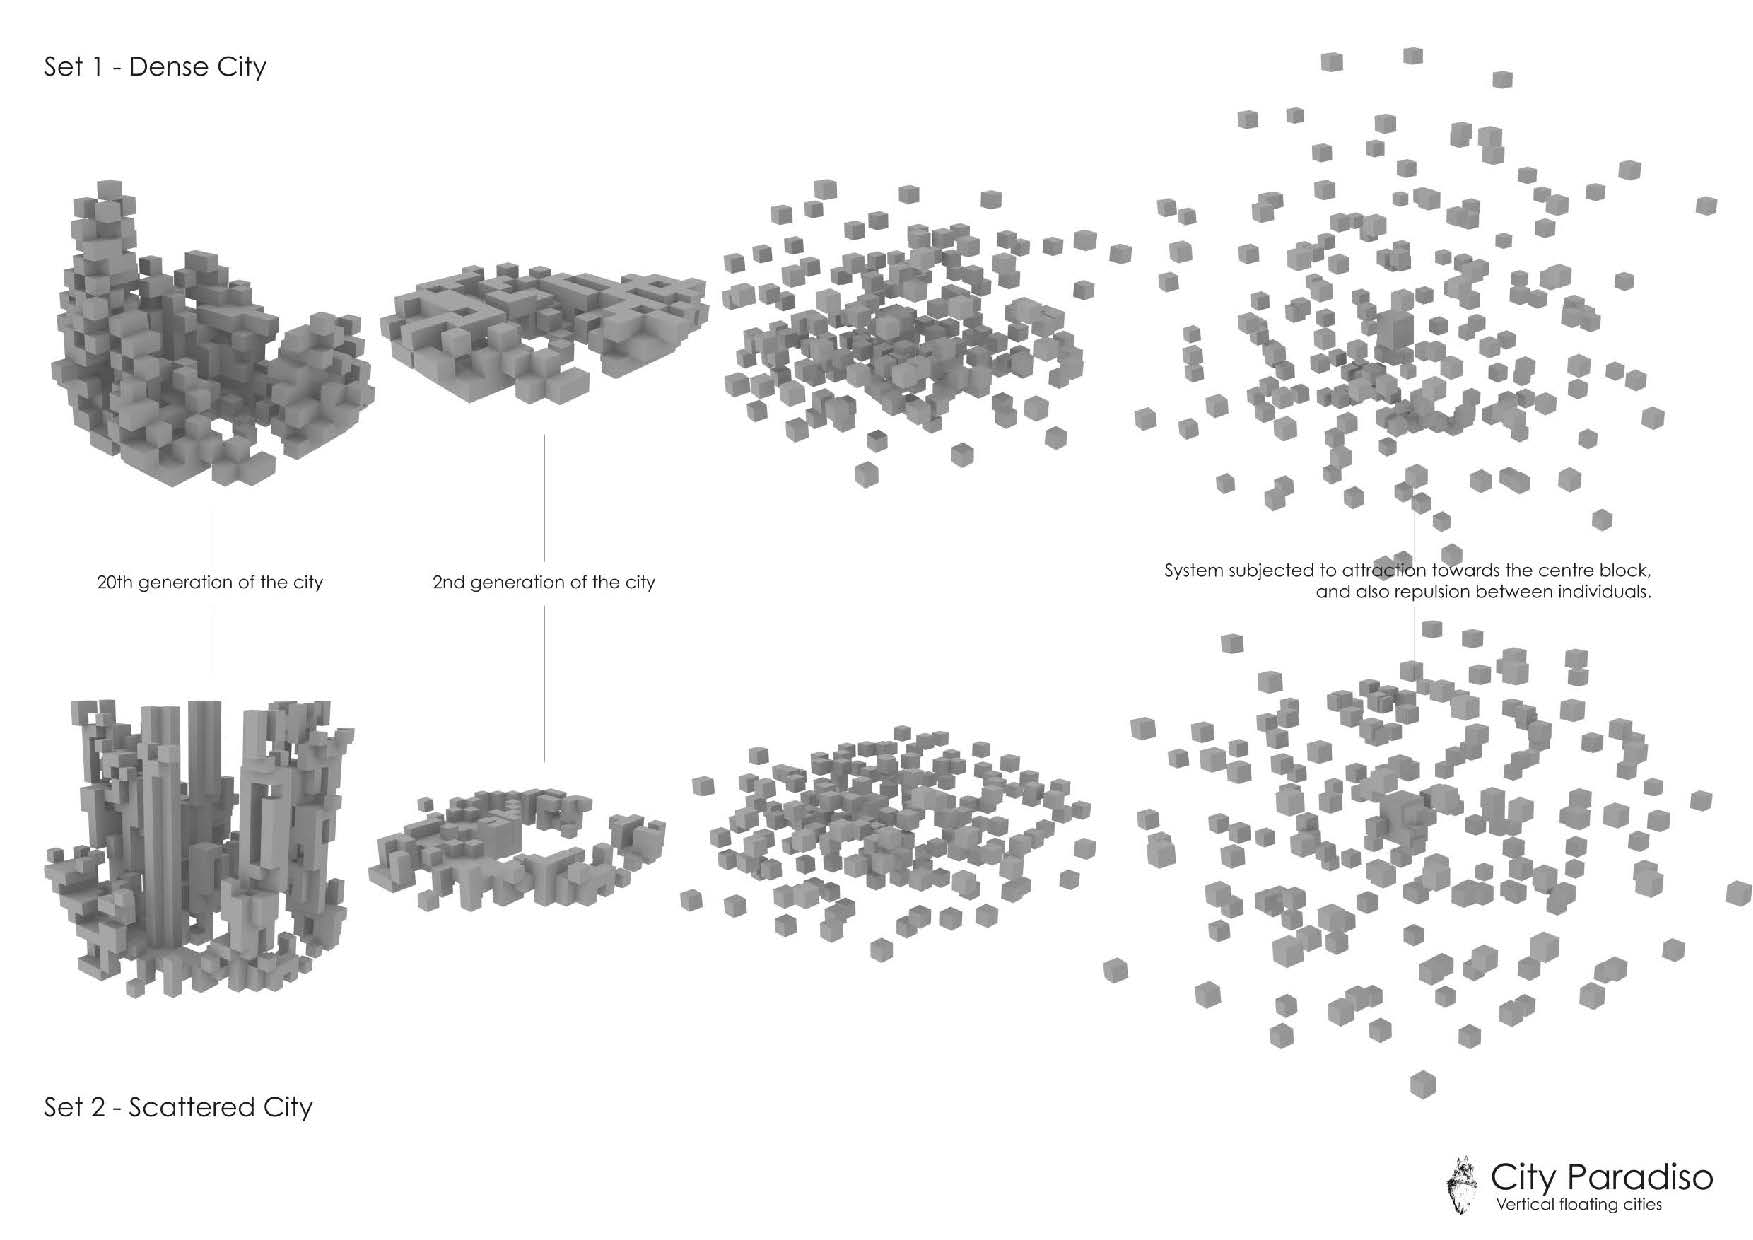 Set 1 - Dense City
20th generation of the city
2nd generation of the city
System subjected to attraction towards the centre block,
and also repulsion between individuals.
Set 2 - Scattered City
City Paradiso
Vertical floating cities